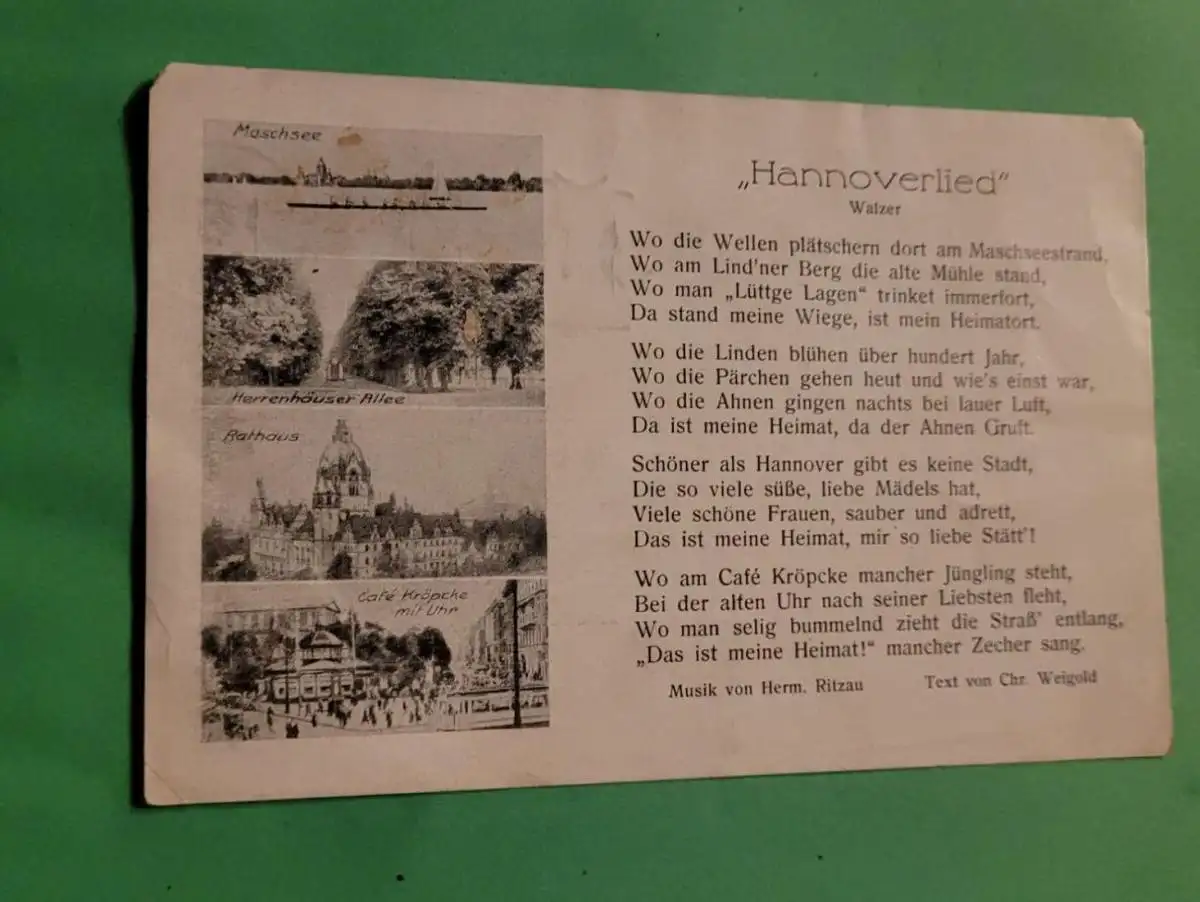 Maschsee
Herrenhäuser Allee
Rathaus
Café Kröpcke
mit Uhr
„Hannoverlied“
Walzer
Wo die Wellen plätschern dort am Maschseestrand,
Wo am Lind'ner Berg die alte Mühle stand,
Wo man „Lüttge Lagen“ trinket immerfort,
Da stand meine Wiege, ist mein Heimatort.
Wo die Linden blühen über hundert Jahr,
Wo die Pärchen gehen heut und wie's einst war,
Wo die Ahnen gingen nachts bei lauer Luft,
Da ist meine Heimat, da der Ahnen Gruft.
Schöner als Hannover gibt es keine Stadt,
Die so viele süße, liebe Mädels hat,
Viele schöne Frauen, sauber und adrett,
Das ist meine Heimat, mir so liebe Stätt'!
Wo am Café Kröpcke mancher Jüngling steht,
Bei der alten Uhr nach seiner Liebsten fleht,
Wo man selig bummelnd zieht die Straß' entlang,
„Das ist meine Heimat!“ mancher Zecher sang.
Musik von Herm. Ritzau Text von Chr. Weigold